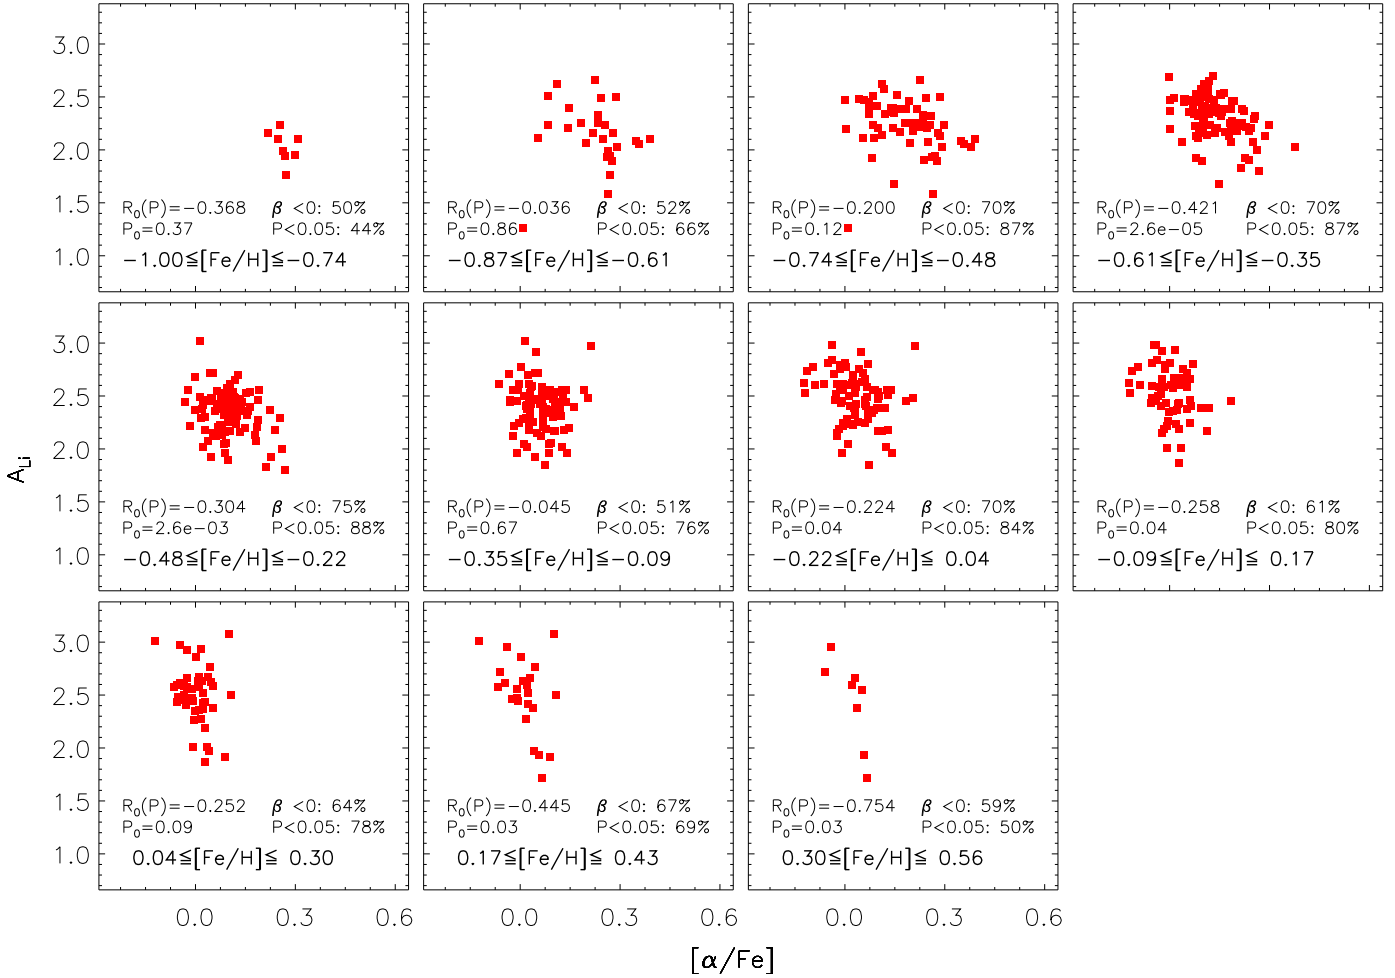 3.0
2.5
2.0
1.5
1.0
R₀(P)=−0.368 β <0: 50%
P₀=0.37 P<0.05: 44%
−1.00≦[Fe/H]≦−0.74
R₀(P)=−0.036 β <0: 52%
P₀=0.86 P<0.05: 66%
−0.87≦[Fe/H]≦−0.61
R₀(P)=−0.200 β <0: 70%
P₀=0.12 P<0.05: 87%
−0.74≦[Fe/H]≦−0.48
R₀(P)=−0.421 β <0: 70%
P₀=2.6e−05 P<0.05: 87%
−0.61≦[Fe/H]≦−0.35
A_Li
3.0
2.5
2.0
1.5
1.0
R₀(P)=−0.304 β <0: 75%
P₀=2.6e−03 P<0.05: 88%
−0.48≦[Fe/H]≦−0.22
R₀(P)=−0.045 β <0: 51%
P₀=0.67 P<0.05: 76%
−0.35≦[Fe/H]≦−0.09
R₀(P)=−0.224 β <0: 70%
P₀=0.04 P<0.05: 84%
−0.22≦[Fe/H]≦ 0.04
R₀(P)=−0.258 β <0: 61%
P₀=0.04 P<0.05: 80%
−0.09≦[Fe/H]≦ 0.17
3.0
2.5
2.0
1.5
1.0
R₀(P)=−0.252 β <0: 64%
P₀=0.09 P<0.05: 78%
0.04≦[Fe/H]≦ 0.30
R₀(P)=−0.445 β <0: 67%
P₀=0.03 P<0.05: 69%
0.17≦[Fe/H]≦ 0.43
R₀(P)=−0.754 β <0: 59%
P₀=0.03 P<0.05: 50%
0.30≦[Fe/H]≦ 0.56
0.0 0.3 0.6 0.0 0.3 0.6 0.0 0.3 0.6
[α/Fe]